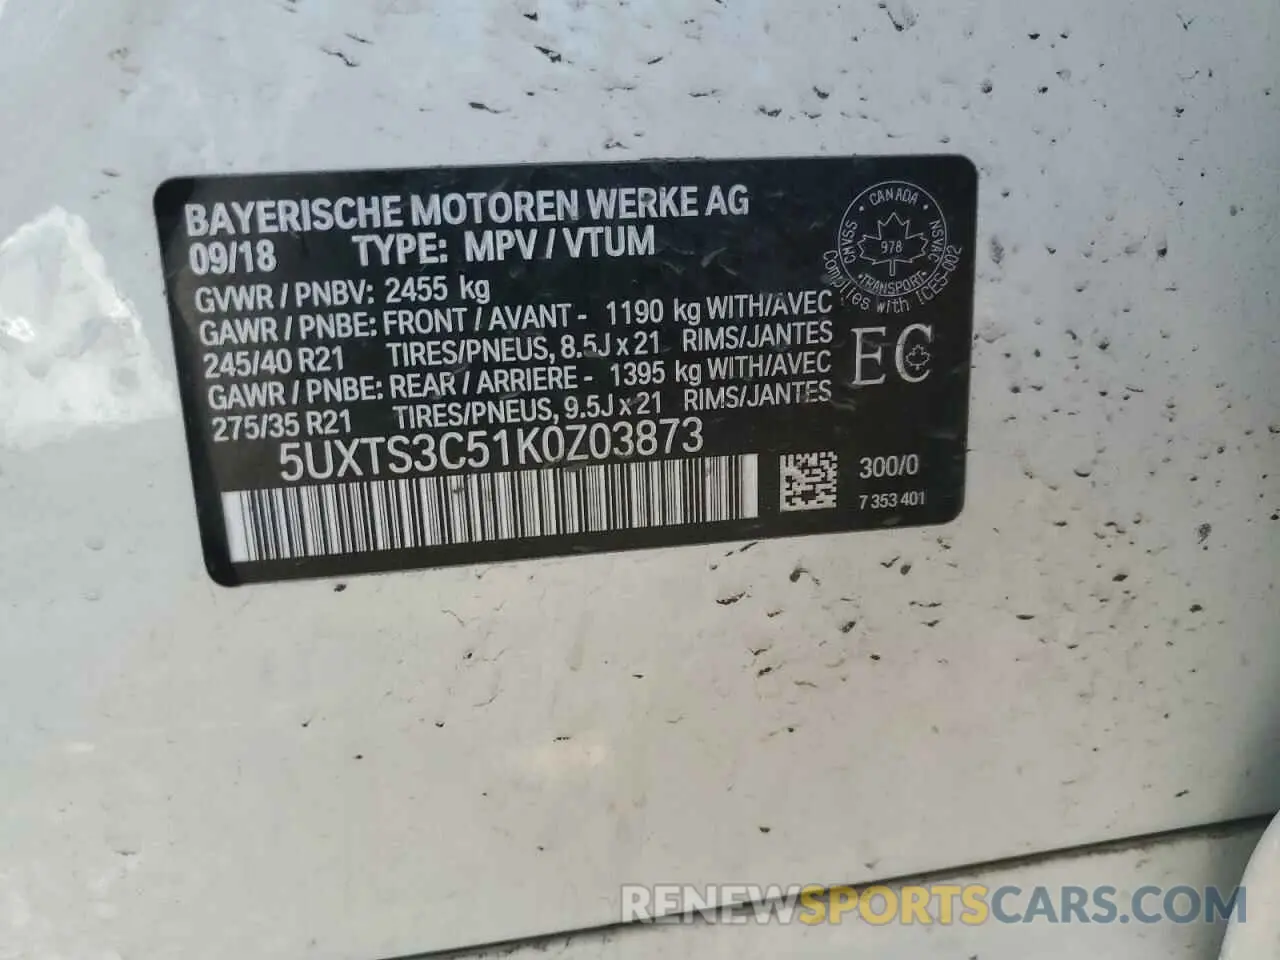 BAYERISCHE MOTOREN WERKE AG
09/18 TYPE: MPV / VTUM
GVWR / PNBV: 2455 kg
GAWR / PNBE: FRONT / AVANT - 1190 kg WITH/AVEC
245/40 R21 TIRES/PNEUS, 8.5J x 21 RIMS/JANTES
GAWR / PNBE: REAR / ARRIERE - 1395 kg WITH/AVEC
275/35 R21 TIRES/PNEUS, 9.5J x 21 RIMS/JANTES
5UXTS3C51K0Z03873
CANADA
CMVSS NSVAC
978
TRANSPORT
Complies with ICES-002
EC
300/0
7 353 401
RENEWSPORTSCARS.COM